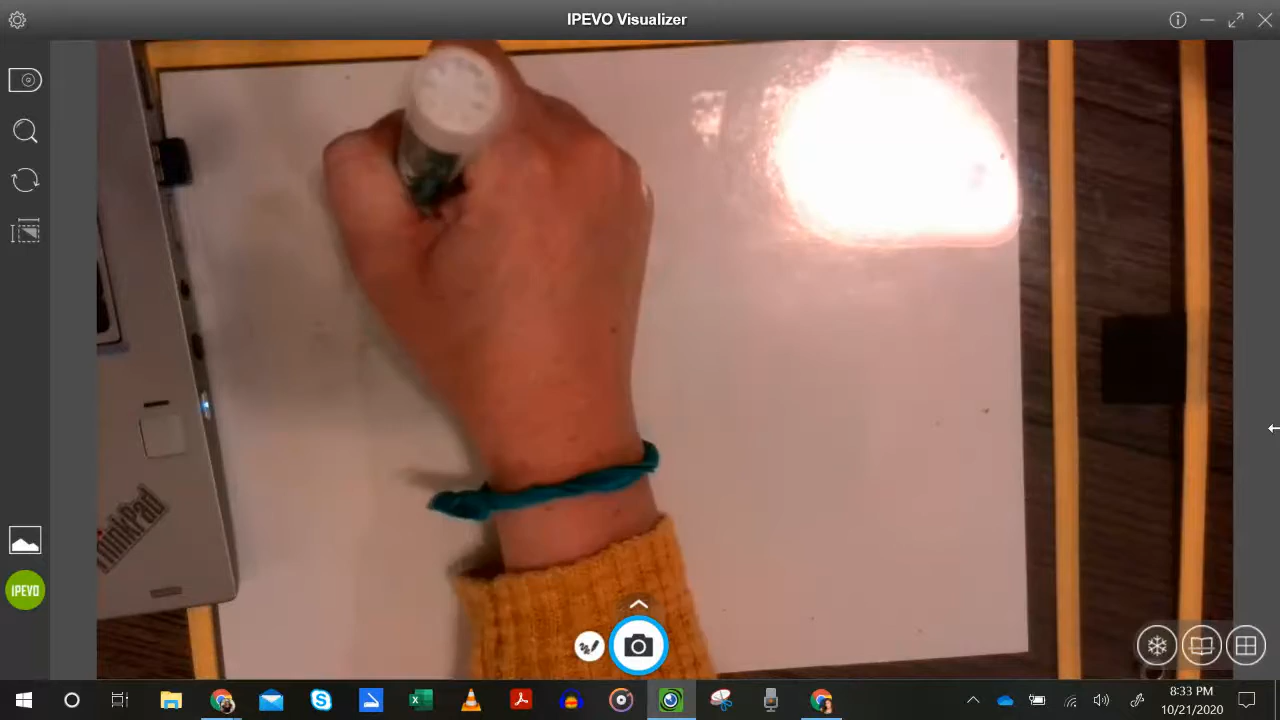 IPEVO Visualizer
ThinkPad
IPEVO
8:33 PM
10/21/2020